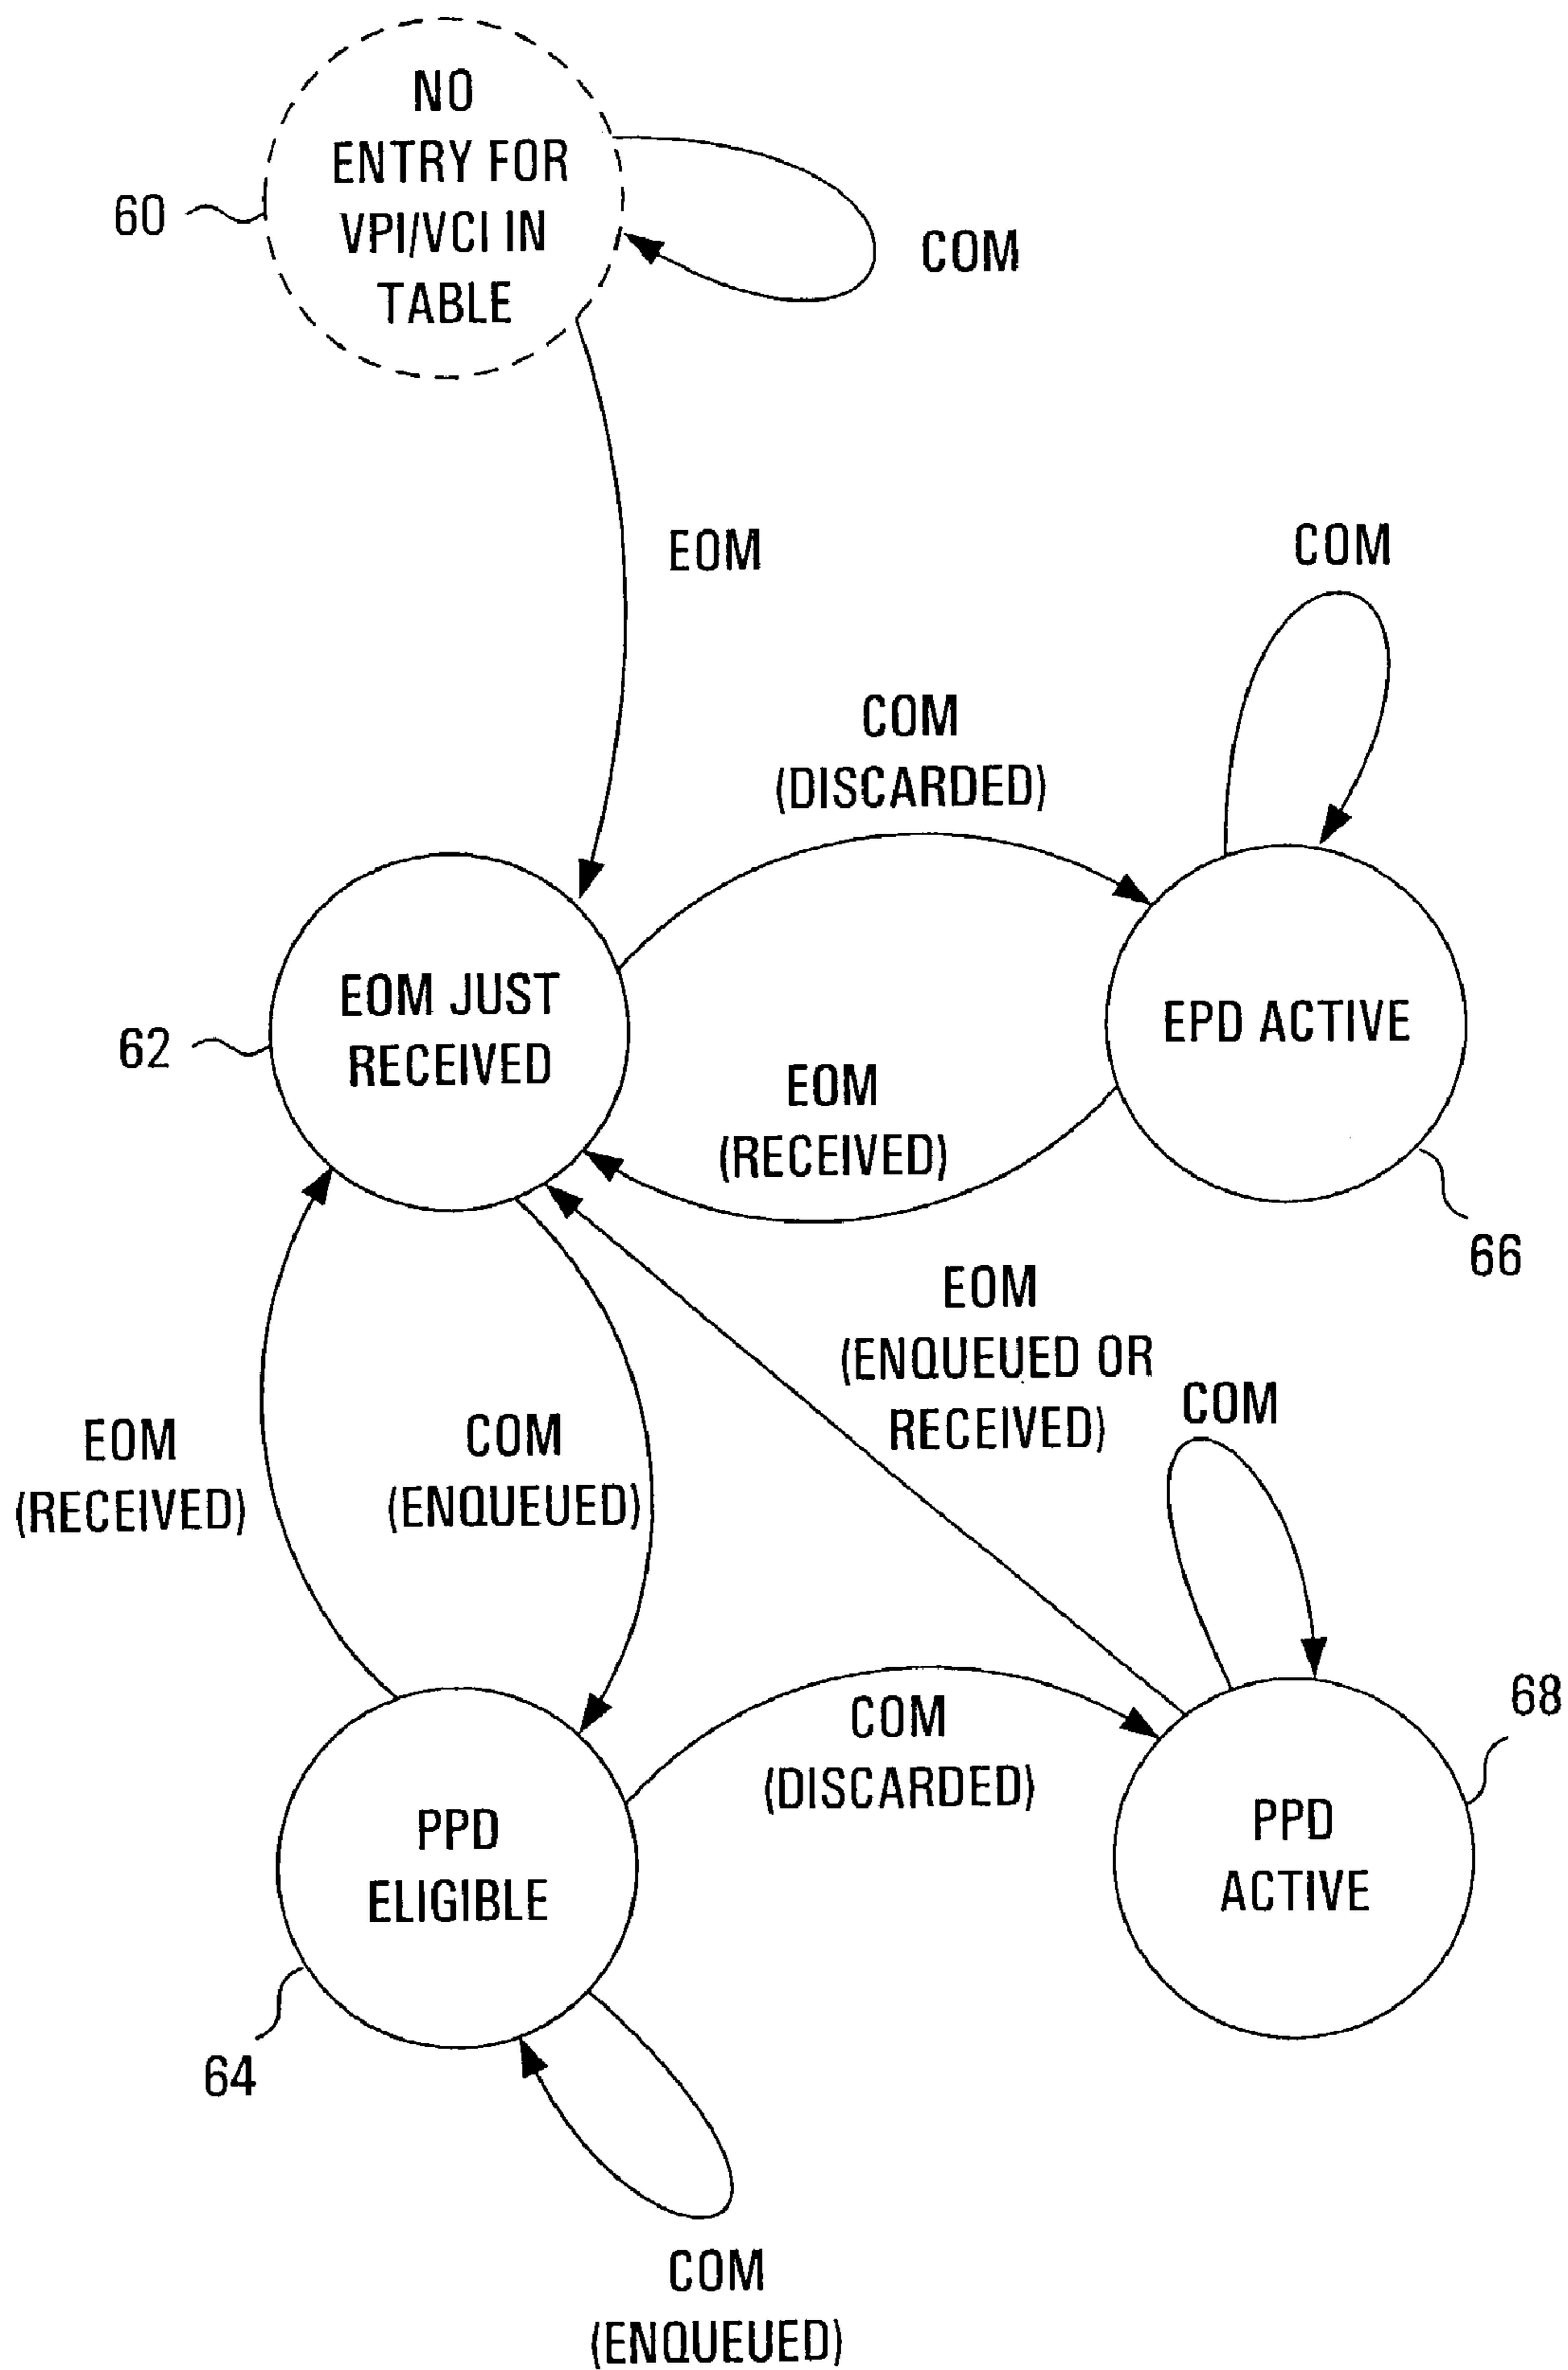 NO
ENTRY FOR
VPI/VCI IN
TABLE
60
COM
EOM
COM
COM
(DISCARDED)
EOM JUST
RECEIVED
62
EPD ACTIVE
66
EOM
(RECEIVED)
EOM
(ENQUEUED OR
RECEIVED)
COM
EOM
(RECEIVED)
COM
(ENQUEUED)
68
COM
(DISCARDED)
PPD
ELIGIBLE
64
PPD
ACTIVE
COM
(ENQUEUED)